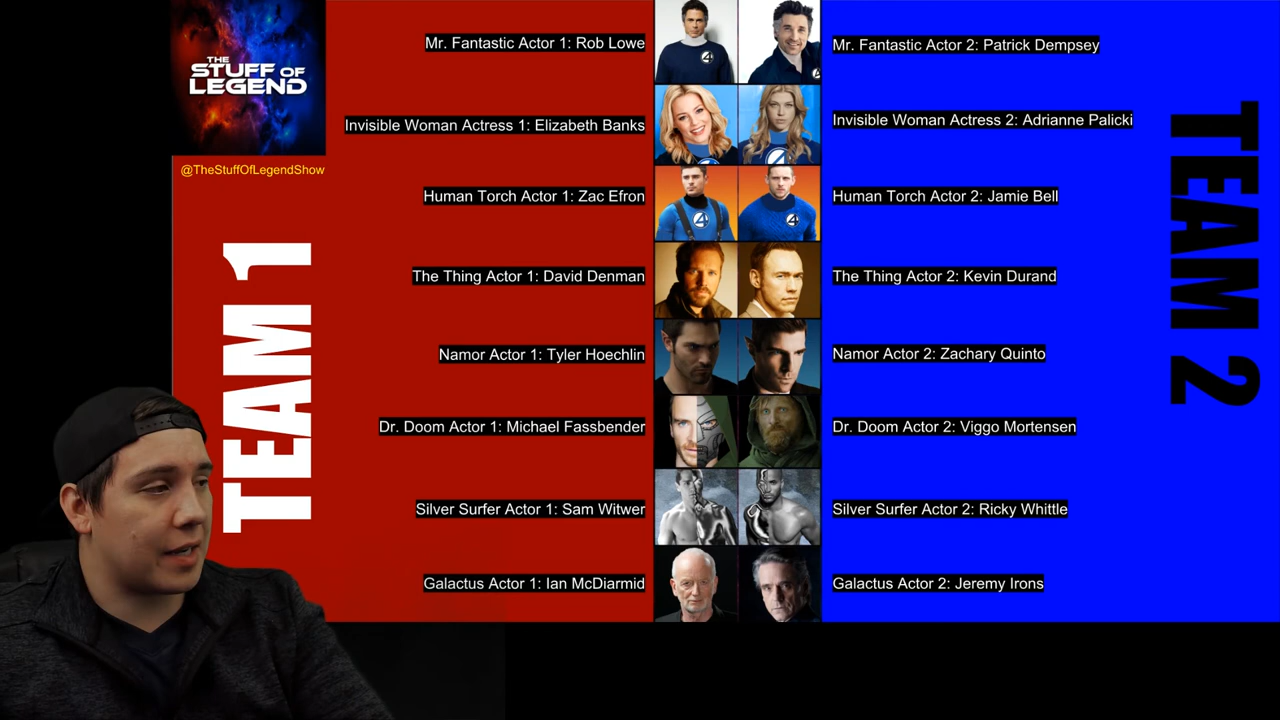 THE
STUFF OF
LEGEND
@TheStuffOfLegendShow
TEAM 1
Mr. Fantastic Actor 1: Rob Lowe
Invisible Woman Actress 1: Elizabeth Banks
Human Torch Actor 1: Zac Efron
The Thing Actor 1: David Denman
Namor Actor 1: Tyler Hoechlin
Dr. Doom Actor 1: Michael Fassbender
Silver Surfer Actor 1: Sam Witwer
Galactus Actor 1: Ian McDiarmid
4
4
4
4
4
Mr. Fantastic Actor 2: Patrick Dempsey
Invisible Woman Actress 2: Adrianne Palicki
Human Torch Actor 2: Jamie Bell
The Thing Actor 2: Kevin Durand
Namor Actor 2: Zachary Quinto
Dr. Doom Actor 2: Viggo Mortensen
Silver Surfer Actor 2: Ricky Whittle
Galactus Actor 2: Jeremy Irons
TEAM 2